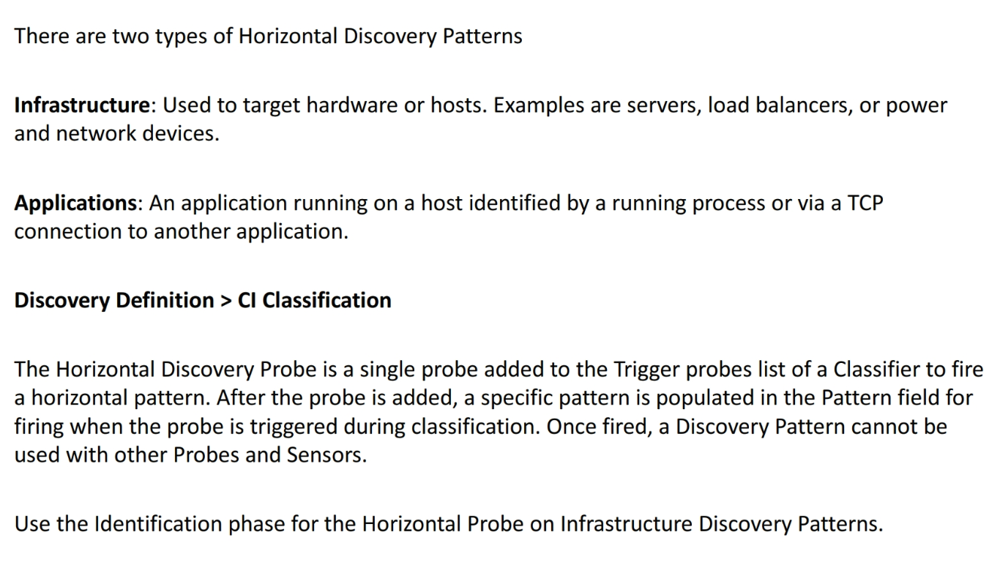 There are two types of Horizontal Discovery Patterns
Infrastructure: Used to target hardware or hosts. Examples are servers, load balancers, or power
and network devices.
Applications: An application running on a host identified by a running process or via a TCP
connection to another application.
Discovery Definition > CI Classification
The Horizontal Discovery Probe is a single probe added to the Trigger probes list of a Classifier to fire
a horizontal pattern. After the probe is added, a specific pattern is populated in the Pattern field for
firing when the probe is triggered during classification. Once fired, a Discovery Pattern cannot be
used with other Probes and Sensors.
Use the Identification phase for the Horizontal Probe on Infrastructure Discovery Patterns.